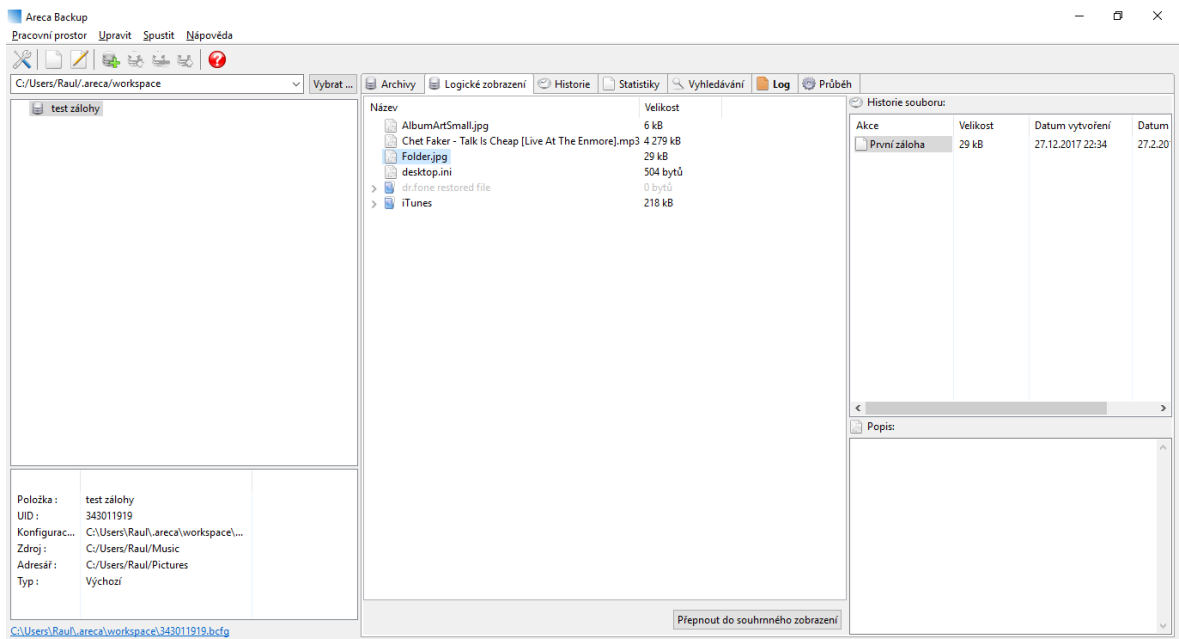 Areca Backup
Pracovní prostor Upravit Spustit Nápověda
C:/Users/Raul/.areca/workspace
Vybrat ...
Archivy Logické zobrazení Historie Statistiky Vyhledávání Log Průběh
test zálohy
Název Velikost
AlbumArtSmall.jpg 6 kB
Chet Faker - Talk Is Cheap [Live At The Enmore].mp3 4 279 kB
Folder.jpg 29 kB
desktop.ini 504 bytů
dr.fone restored file 0 bytů
iTunes 218 kB
Přepnout do souhrnného zobrazení
Historie souboru:
Akce Velikost Datum vytvoření Datum
První záloha 29 kB 27.12.2017 22:34 27.2.20
Popis:
Položka : test zálohy
UID : 343011919
Konfigurac... C:\Users\Raul\.areca\workspace\...
Zdroj : C:/Users/Raul/Music
Adresář : C:/Users/Raul/Pictures
Typ : Výchozí
C:\Users\Raul\.areca\workspace\343011919.bcfg